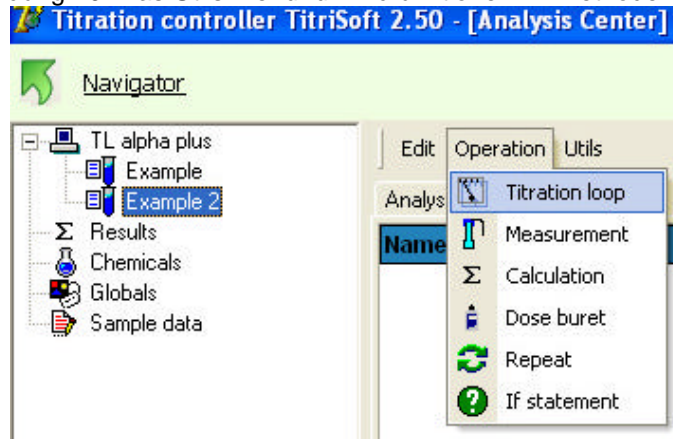 Titration controller TitriSoft 2.50 - [Analysis Center]
Navigator
TL alpha plus
Example
Example 2
Σ Results
Chemicals
Globals
Sample data
Edit Operation Utils
Analys
Name
Titration loop
Measurement
Σ Calculation
Dose buret
Repeat
? If statement